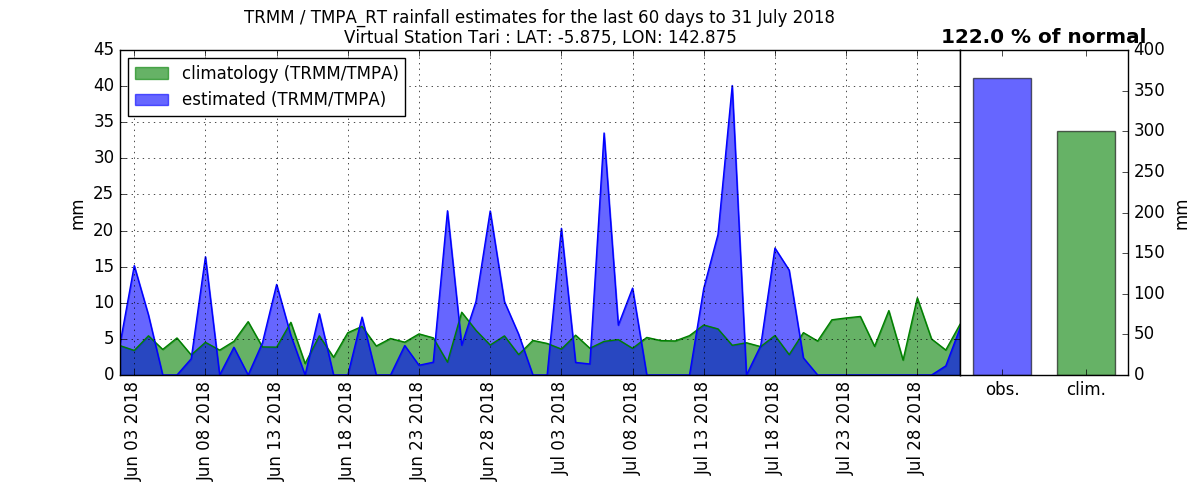 TRMM / TMPA_RT rainfall estimates for the last 60 days to 31 July 2018
Virtual Station Tari : LAT: -5.875, LON: 142.875
122.0 % of normal
climatology (TRMM/TMPA)
estimated (TRMM/TMPA)
45
40
35
30
25
20
15
10
5
0
mm
Jun 03 2018
Jun 08 2018
Jun 13 2018
Jun 18 2018
Jun 23 2018
Jun 28 2018
Jul 03 2018
Jul 08 2018
Jul 13 2018
Jul 18 2018
Jul 23 2018
Jul 28 2018
obs.
clim.
400
350
300
250
200
150
100
50
0
mm